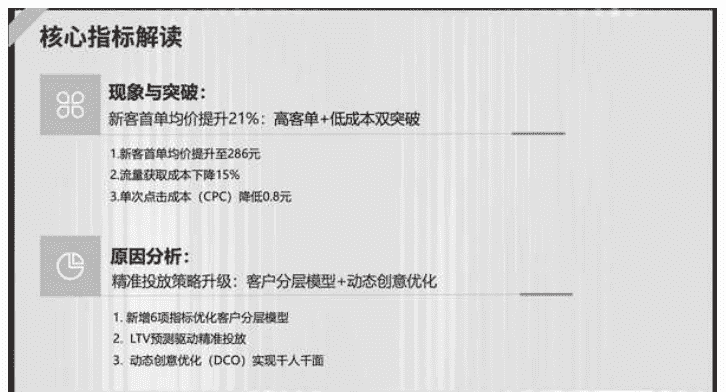 核心指标解读
现象与突破：
新客首单均价提升21%：高客单+低成本双突破
1.新客首单均价提升至286元
2.流量获取成本下降15%
3.单次点击成本（CPC）降低0.8元
原因分析：
精准投放策略升级：客户分层模型+动态创意优化
1. 新增6项指标优化客户分层模型
2. LTV预测驱动精准投放
3. 动态创意优化（DCO）实现千人千面